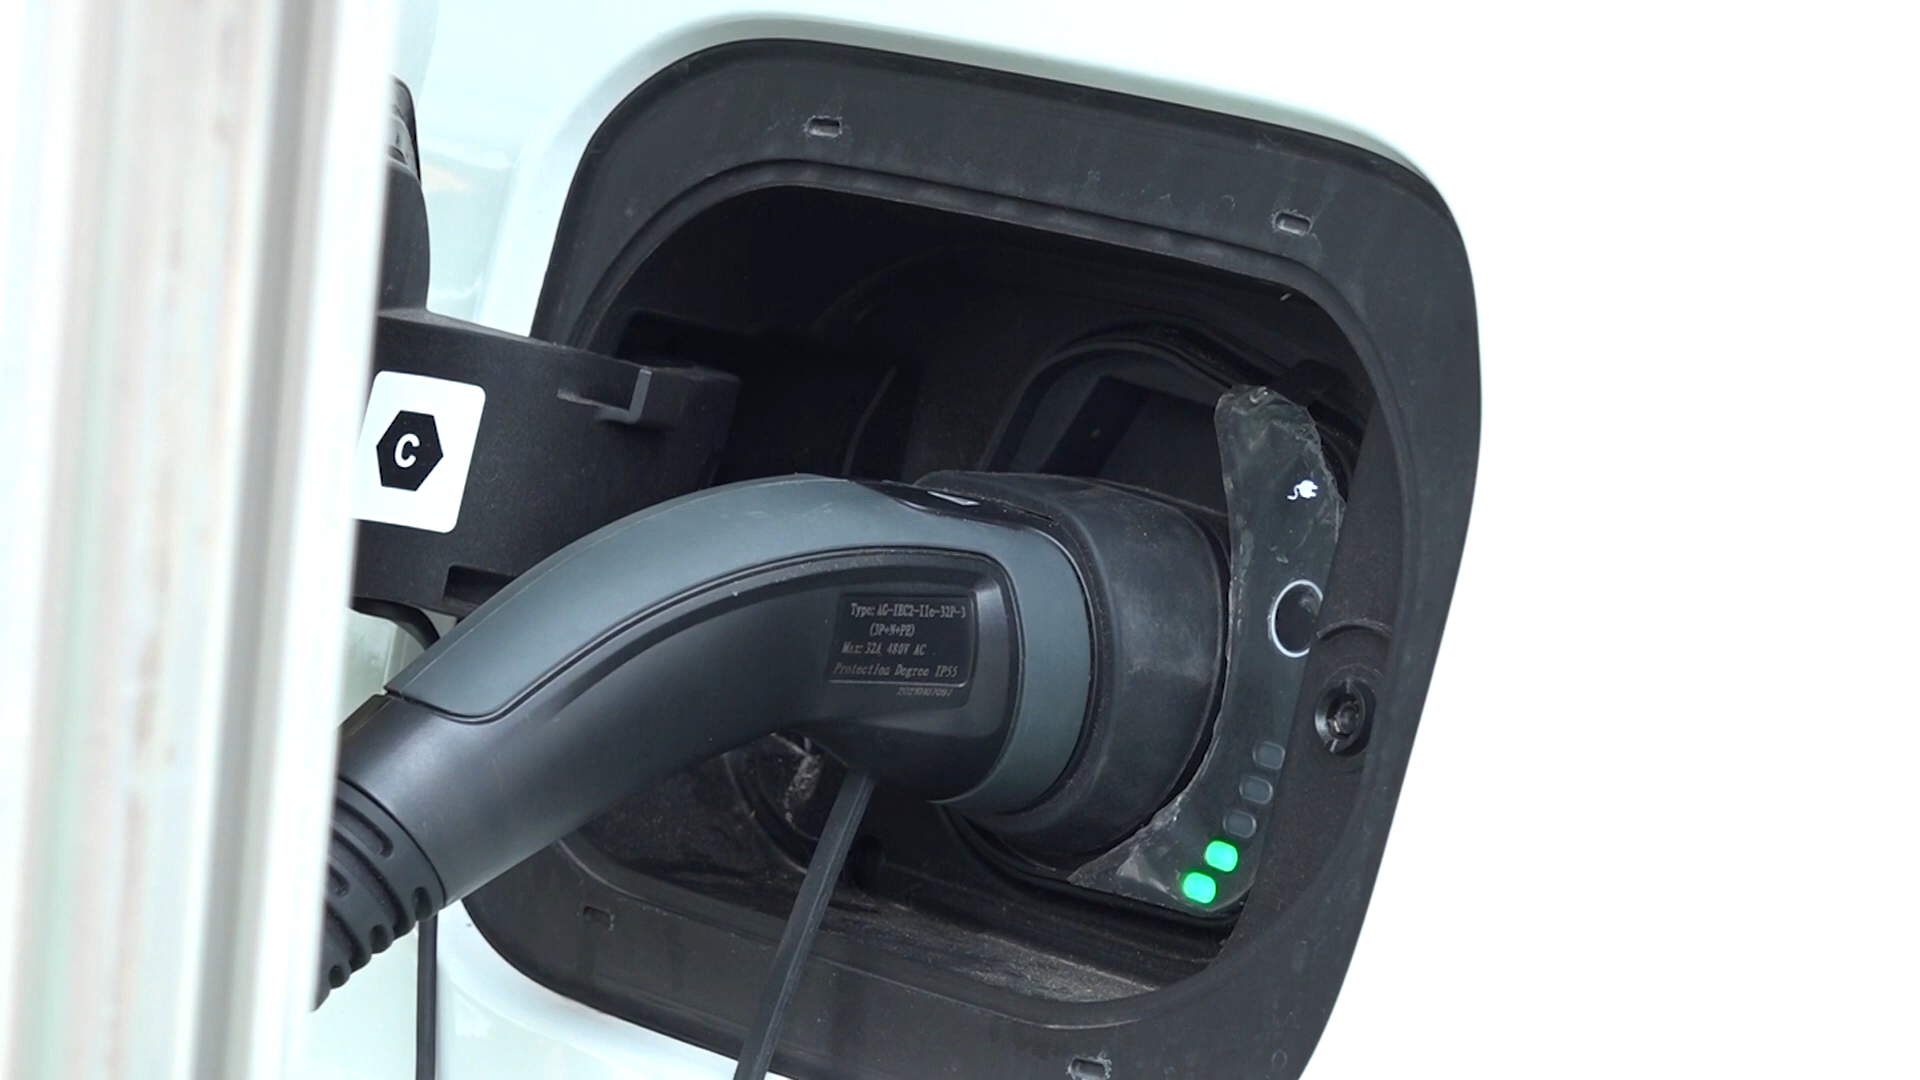 C
Type: AG-IEC2-IIo-32P-3
(3P+N+PE)
Max: 32A 480V AC
Protection Degree IP55